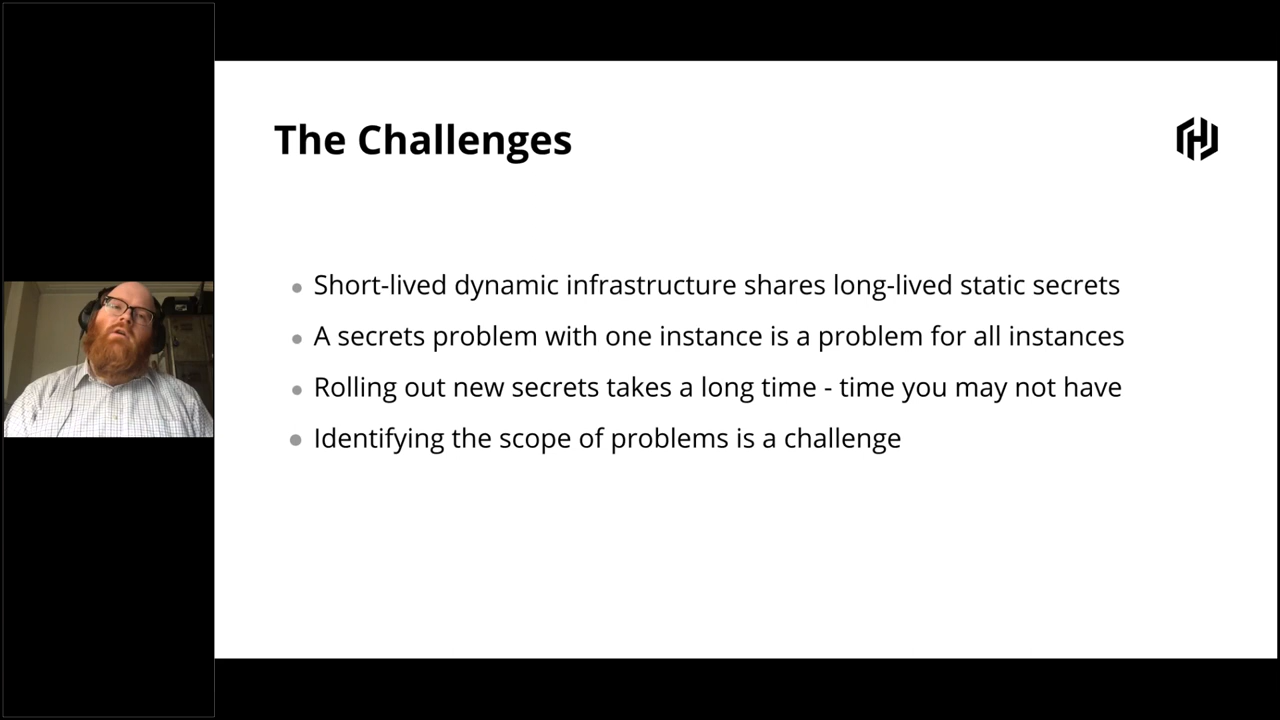 The Challenges
Short-lived dynamic infrastructure shares long-lived static secrets
A secrets problem with one instance is a problem for all instances
Rolling out new secrets takes a long time - time you may not have
Identifying the scope of problems is a challenge